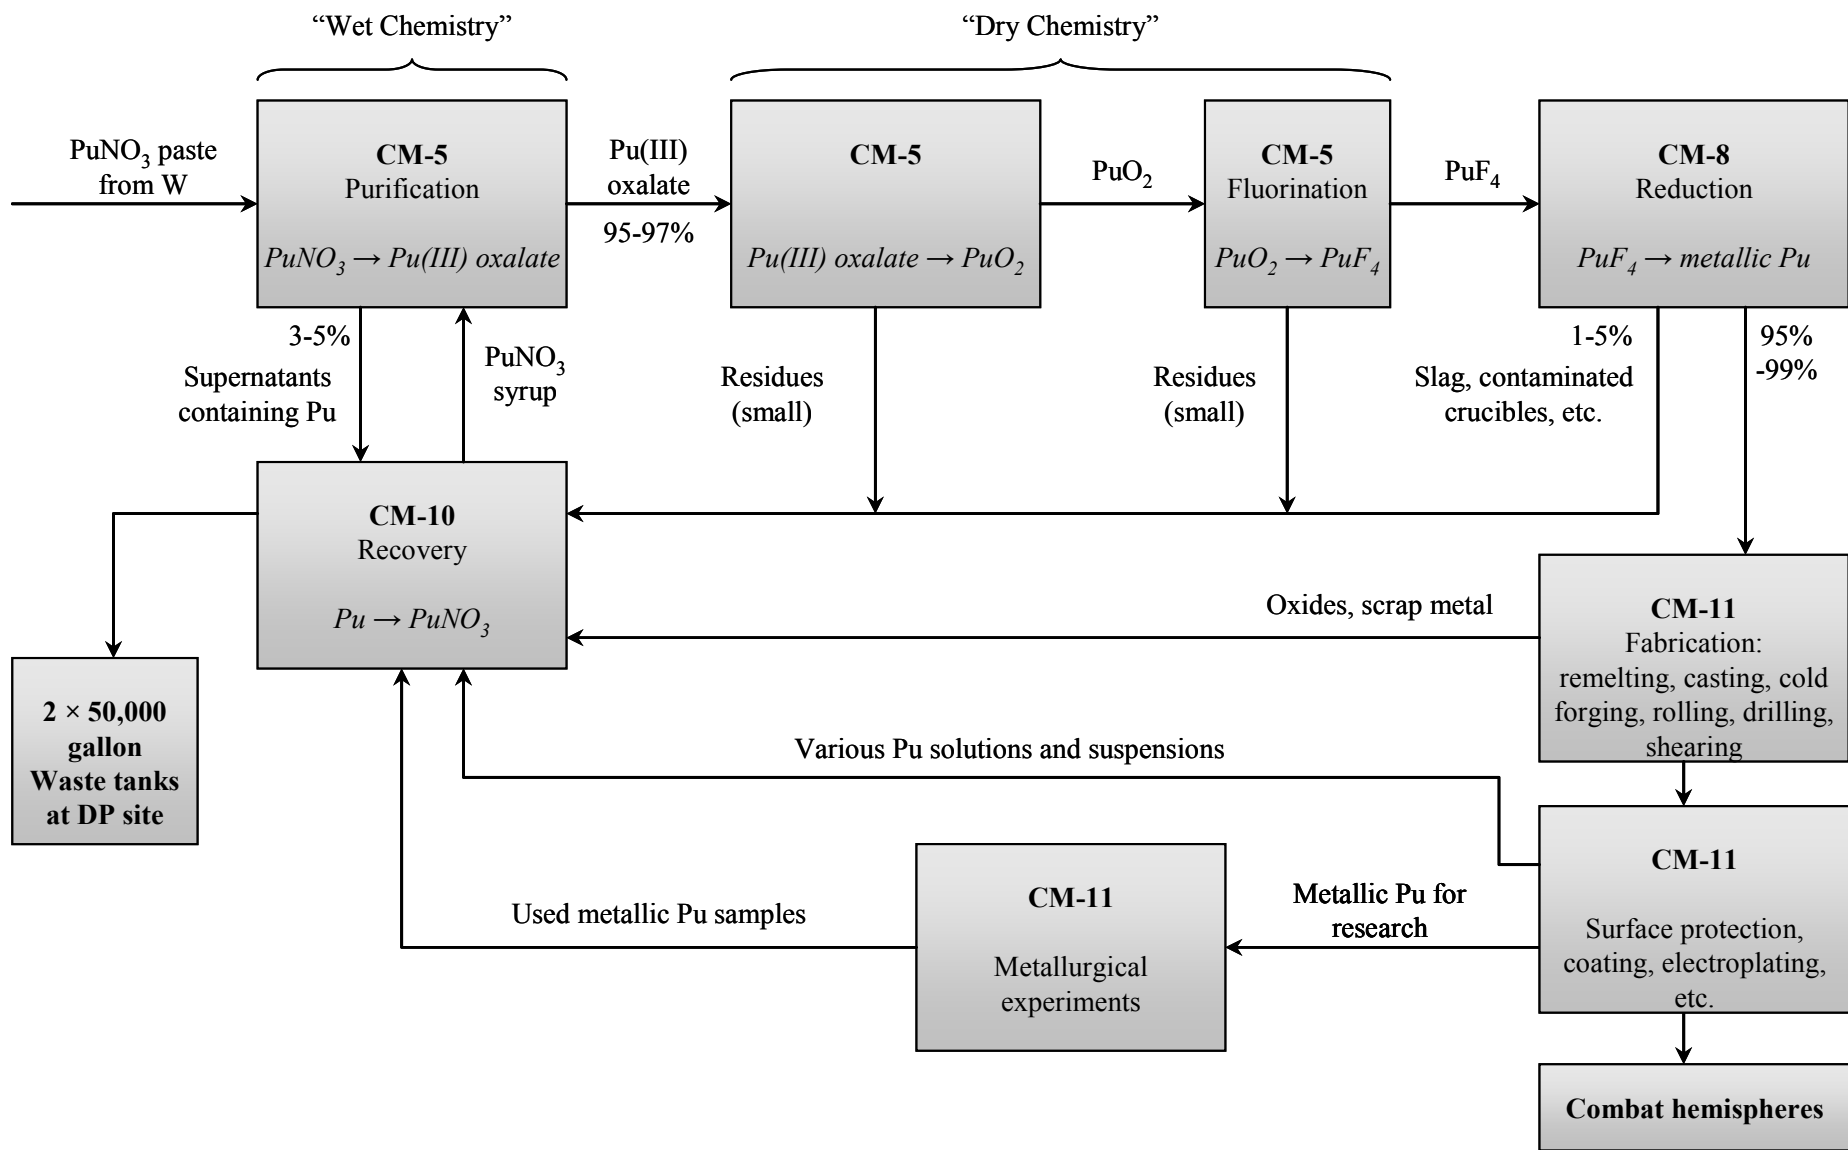 “Wet Chemistry”
“Dry Chemistry”
PuNO₃ paste
from W
CM-5
Purification
PuNO₃ → Pu(III) oxalate
Pu(III)
oxalate
95-97%
CM-5
Pu(III) oxalate → PuO₂
PuO₂
CM-5
Fluorination
PuO₂ → PuF₄
PuF₄
CM-8
Reduction
PuF₄ → metallic Pu
3-5%
Supernatants
containing Pu
PuNO₃
syrup
Residues
(small)
Residues
(small)
1-5%
Slag, contaminated
crucibles, etc.
95%
-99%
CM-10
Recovery
Pu → PuNO₃
Oxides, scrap metal
CM-11
Fabrication:
remelting, casting, cold
forging, rolling, drilling,
shearing
2 × 50,000
gallon
Waste tanks
at DP site
Various Pu solutions and suspensions
CM-11
Surface protection,
coating, electroplating,
etc.
Metallic Pu for
research
CM-11
Metallurgical
experiments
Used metallic Pu samples
Combat hemispheres